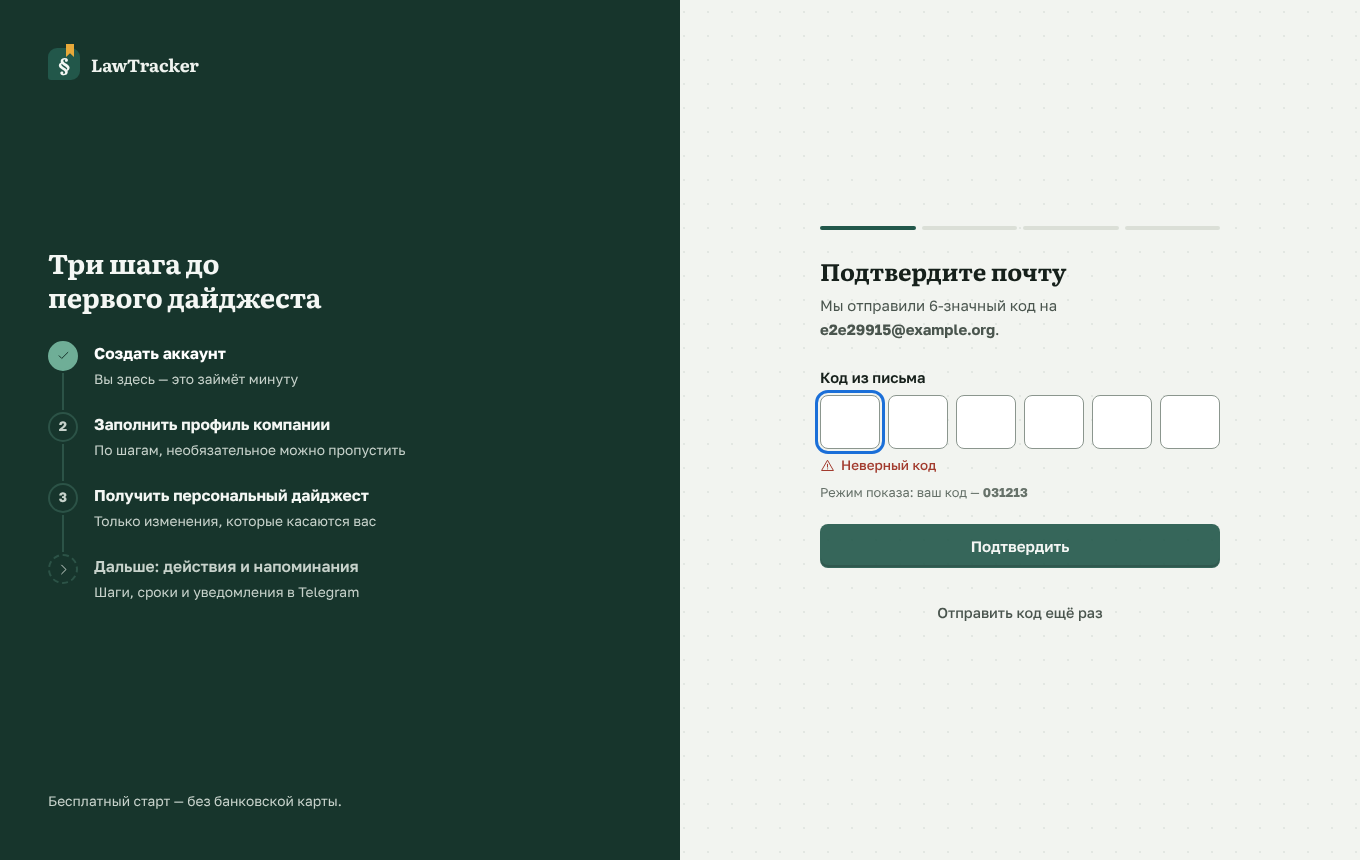 § LawTracker
Три шага до
первого дайджеста
Создать аккаунт
Вы здесь — это займёт минуту
2 Заполнить профиль компании
По шагам, необязательное можно пропустить
3 Получить персональный дайджест
Только изменения, которые касаются вас
Дальше: действия и напоминания
Шаги, сроки и уведомления в Telegram
Бесплатный старт — без банковской карты.
Подтвердите почту
Мы отправили 6-значный код на
e2e29915@example.org.
Код из письма
Неверный код
Режим показа: ваш код — 031213
Подтвердить
Отправить код ещё раз